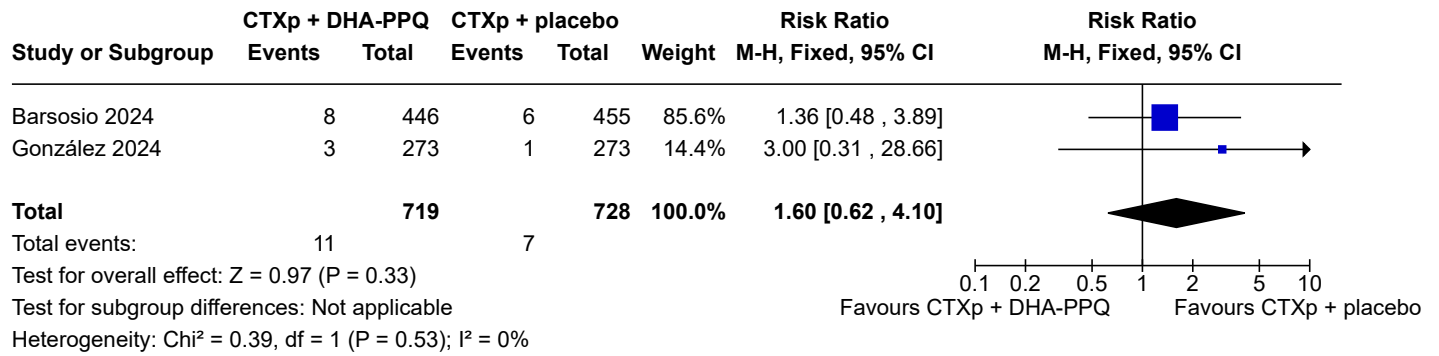 CTXp + DHA-PPQ CTXp + placebo Risk Ratio Risk Ratio
Study or Subgroup Events Total Events Total Weight M-H, Fixed, 95% CI M-H, Fixed, 95% CI
Barsosio 2024 8 446 6 455 85.6% 1.36 [0.48 , 3.89]
González 2024 3 273 1 273 14.4% 3.00 [0.31 , 28.66]
Total 719 728 100.0% 1.60 [0.62 , 4.10]
Total events: 11 7
Test for overall effect: Z = 0.97 (P = 0.33)
0.1 0.2 0.5 1 2 5 10
Test for subgroup differences: Not applicable
Favours CTXp + DHA-PPQ Favours CTXp + placebo
Heterogeneity: Chi² = 0.39, df = 1 (P = 0.53); I² = 0%